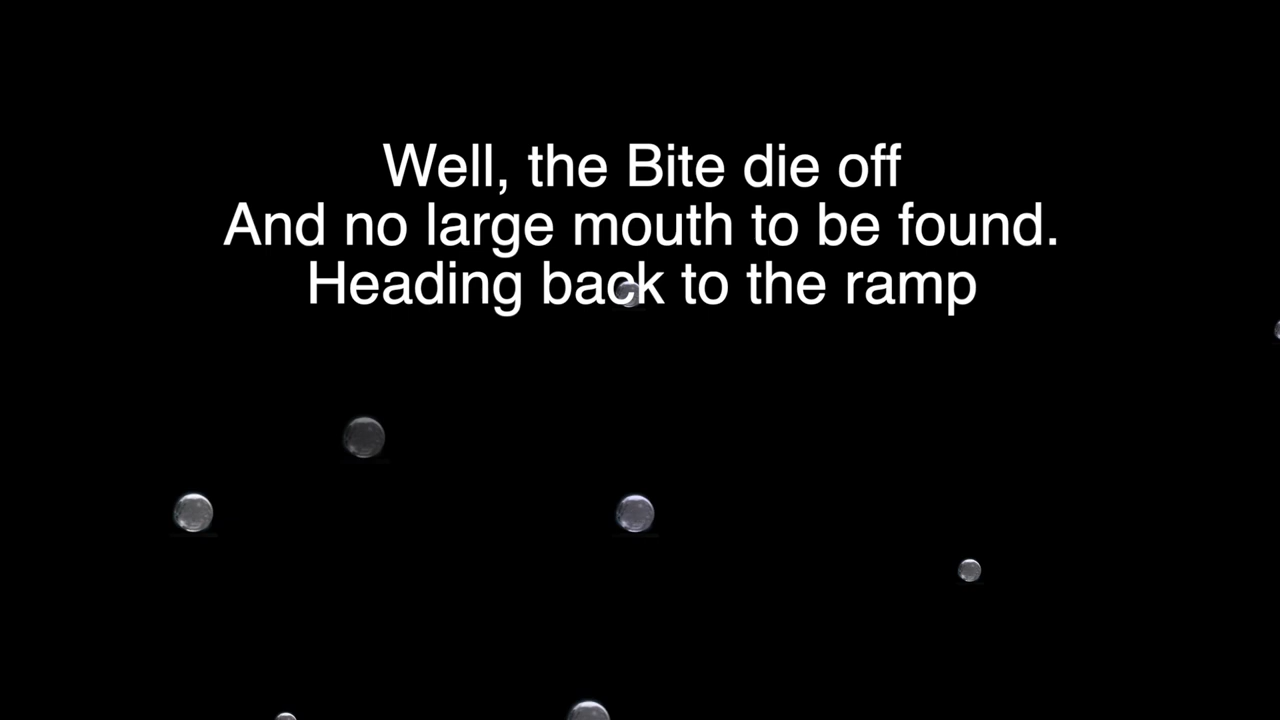 Well, the Bite die off
And no large mouth to be found.
Heading back to the ramp